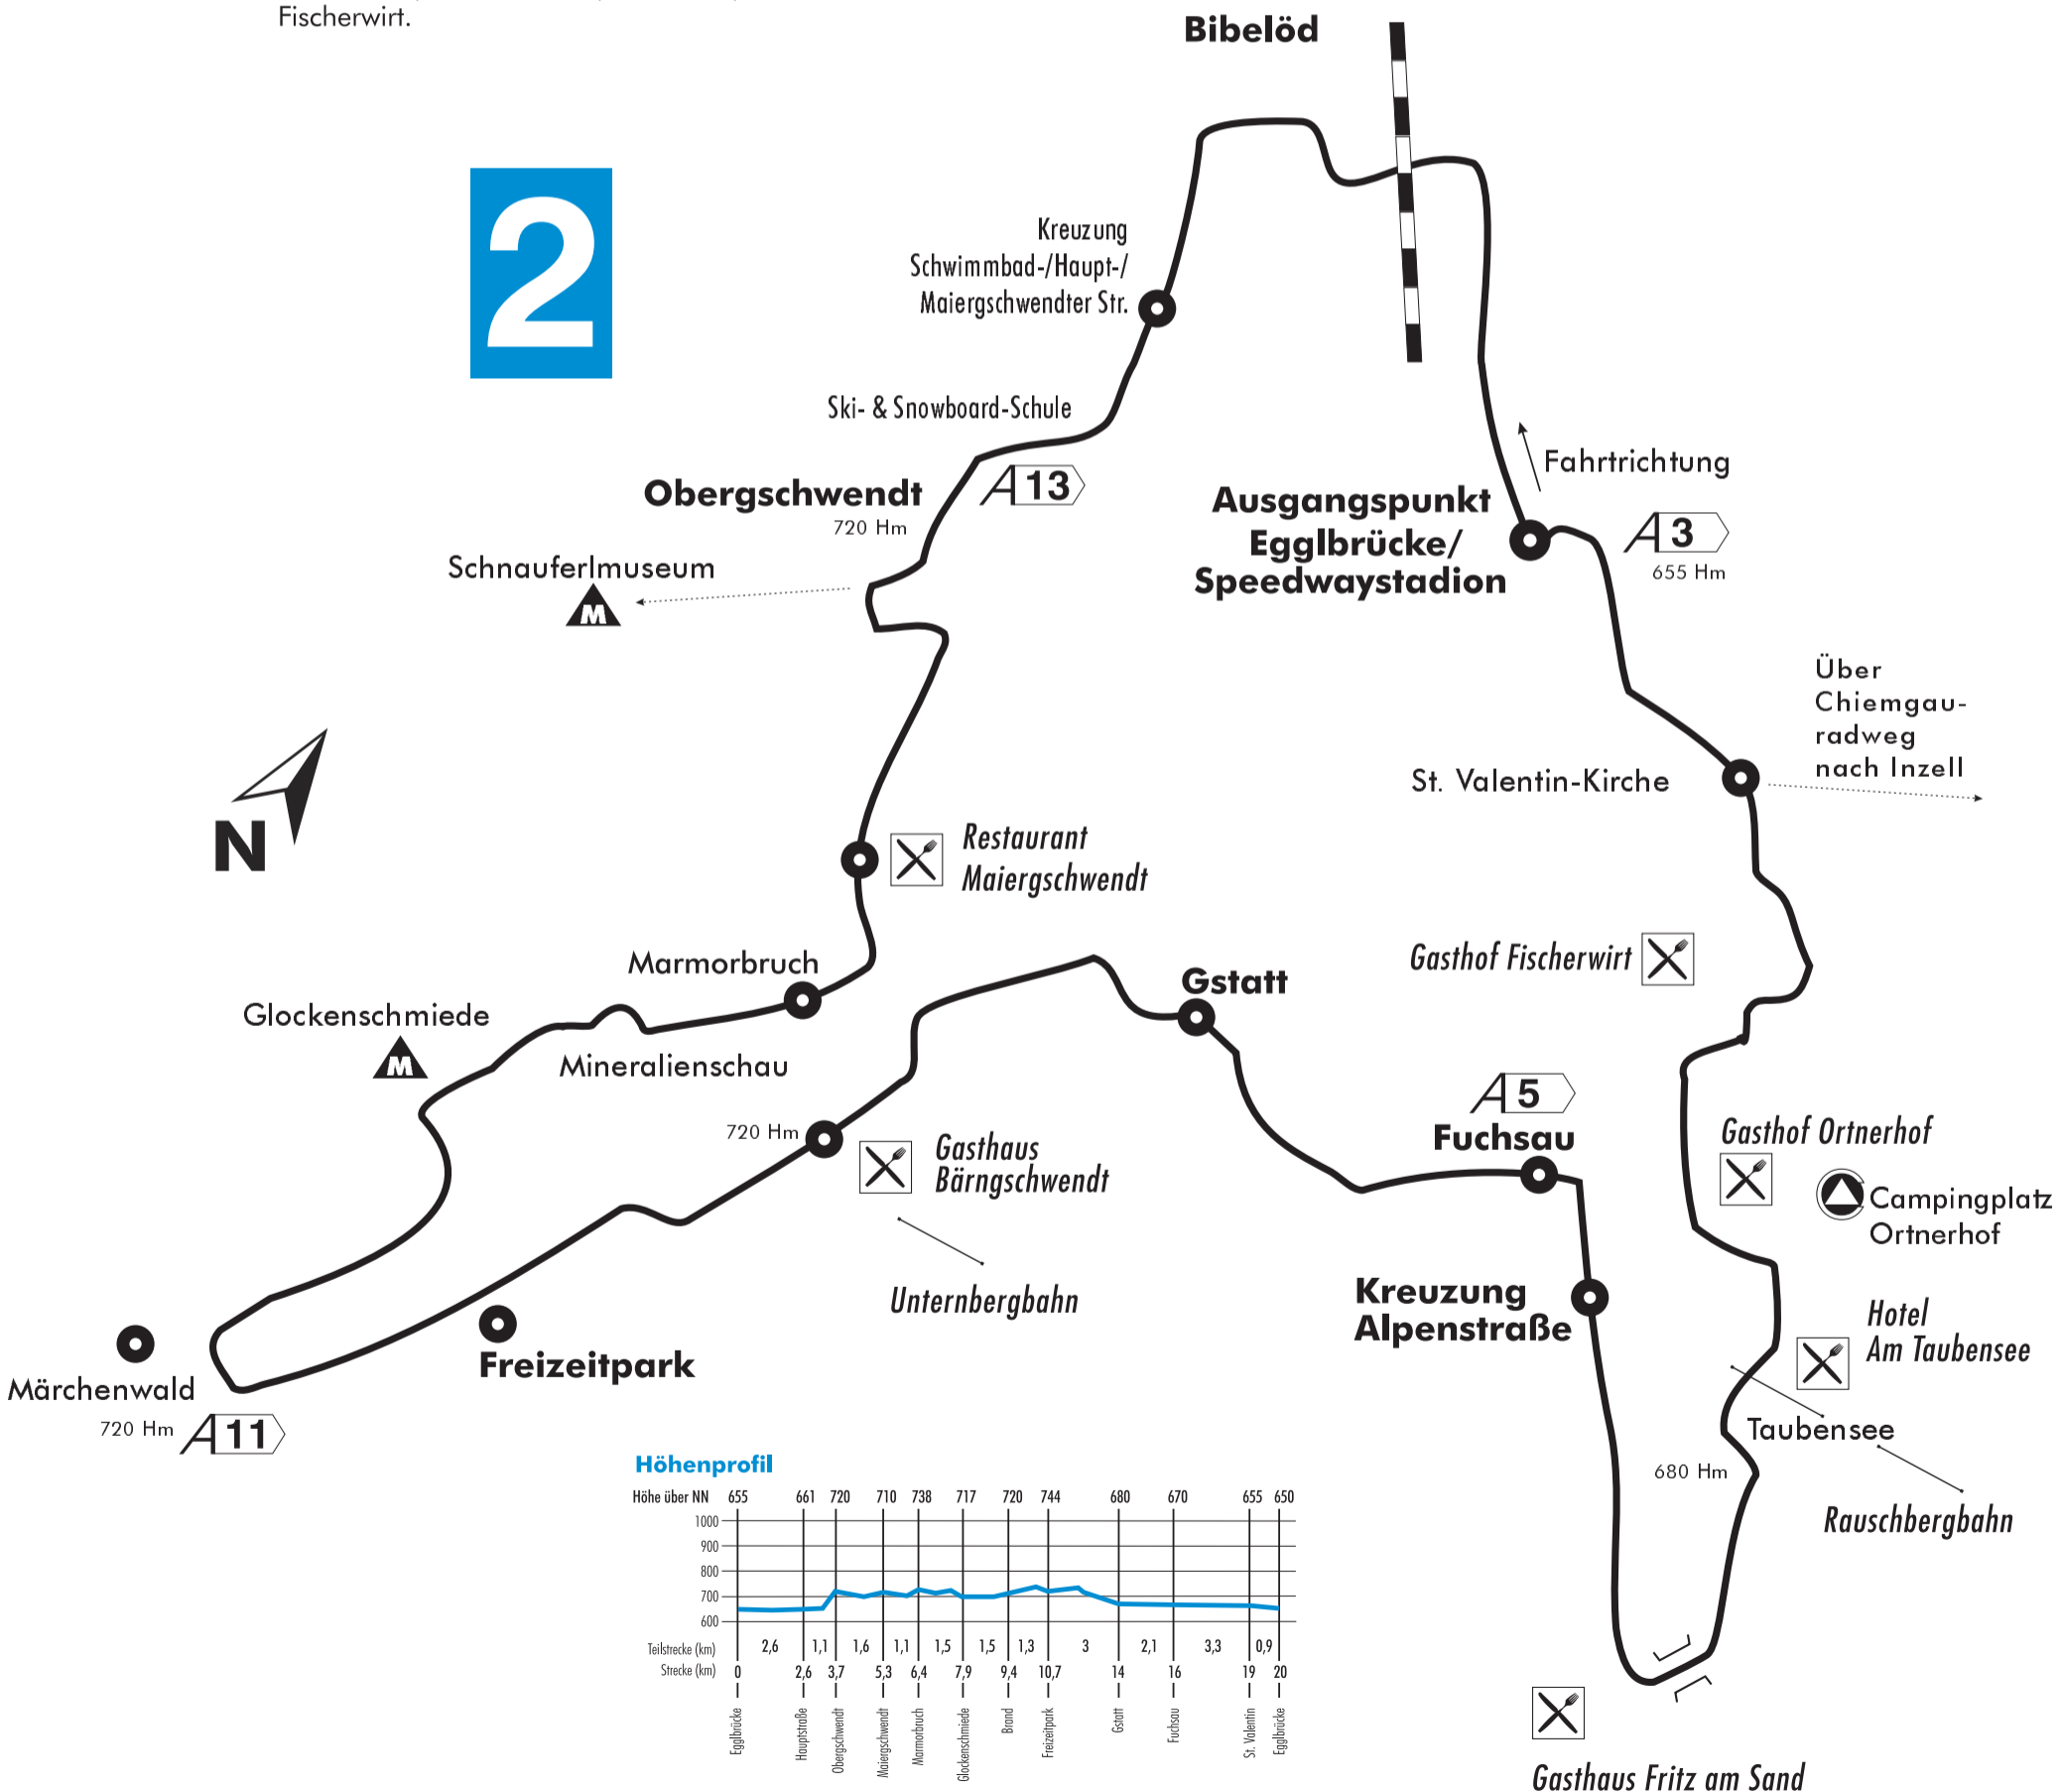 Fischerwirt.
Bibelöd
2
Kreuzung
Schwimmbad-/Haupt-/
Maiergschwendter Str.
Ski- & Snowboard-Schule
Obergschwendt
720 Hm
A 13
Fahrtrichtung
Ausgangspunkt
Egglbrücke/
Speedwaystadion
A 3
655 Hm
Schnauferlmuseum
M
Über
Chiemgau-
radweg
nach Inzell
St. Valentin-Kirche
N
Restaurant
Maiergschwendt
Marmorbruch
Gasthof Fischerwirt
Gstatt
Glockenschmiede
M
Mineralienschau
A 5
Fuchsau
720 Hm
Gasthaus
Bärngschwendt
Gasthof Ortnerhof
Campingplatz
Ortnerhof
Unternbergbahn
Kreuzung
Alpenstraße
Hotel
Am Taubensee
Freizeitpark
Märchenwald
720 Hm
A 11
Taubensee
680 Hm
Rauschbergbahn
Höhenprofil
Höhe über NN 655 661 720 710 738 717 720 744 680 670 655 650
1000
900
800
700
600
Teilstrecke (km) 2,6 1,1 1,6 1,1 1,5 1,5 1,3 3 2,1 3,3 0,9
Strecke (km) 0 2,6 3,7 5,3 6,4 7,9 9,4 10,7 14 16 19 20
Egglbrücke
Hauptstraße
Obergschwendt
Maiergschwendt
Marmorbruch
Glockenschmiede
Brand
Freizeitpark
Gstatt
Fuchsau
St. Valentin
Egglbrücke
Gasthaus Fritz am Sand